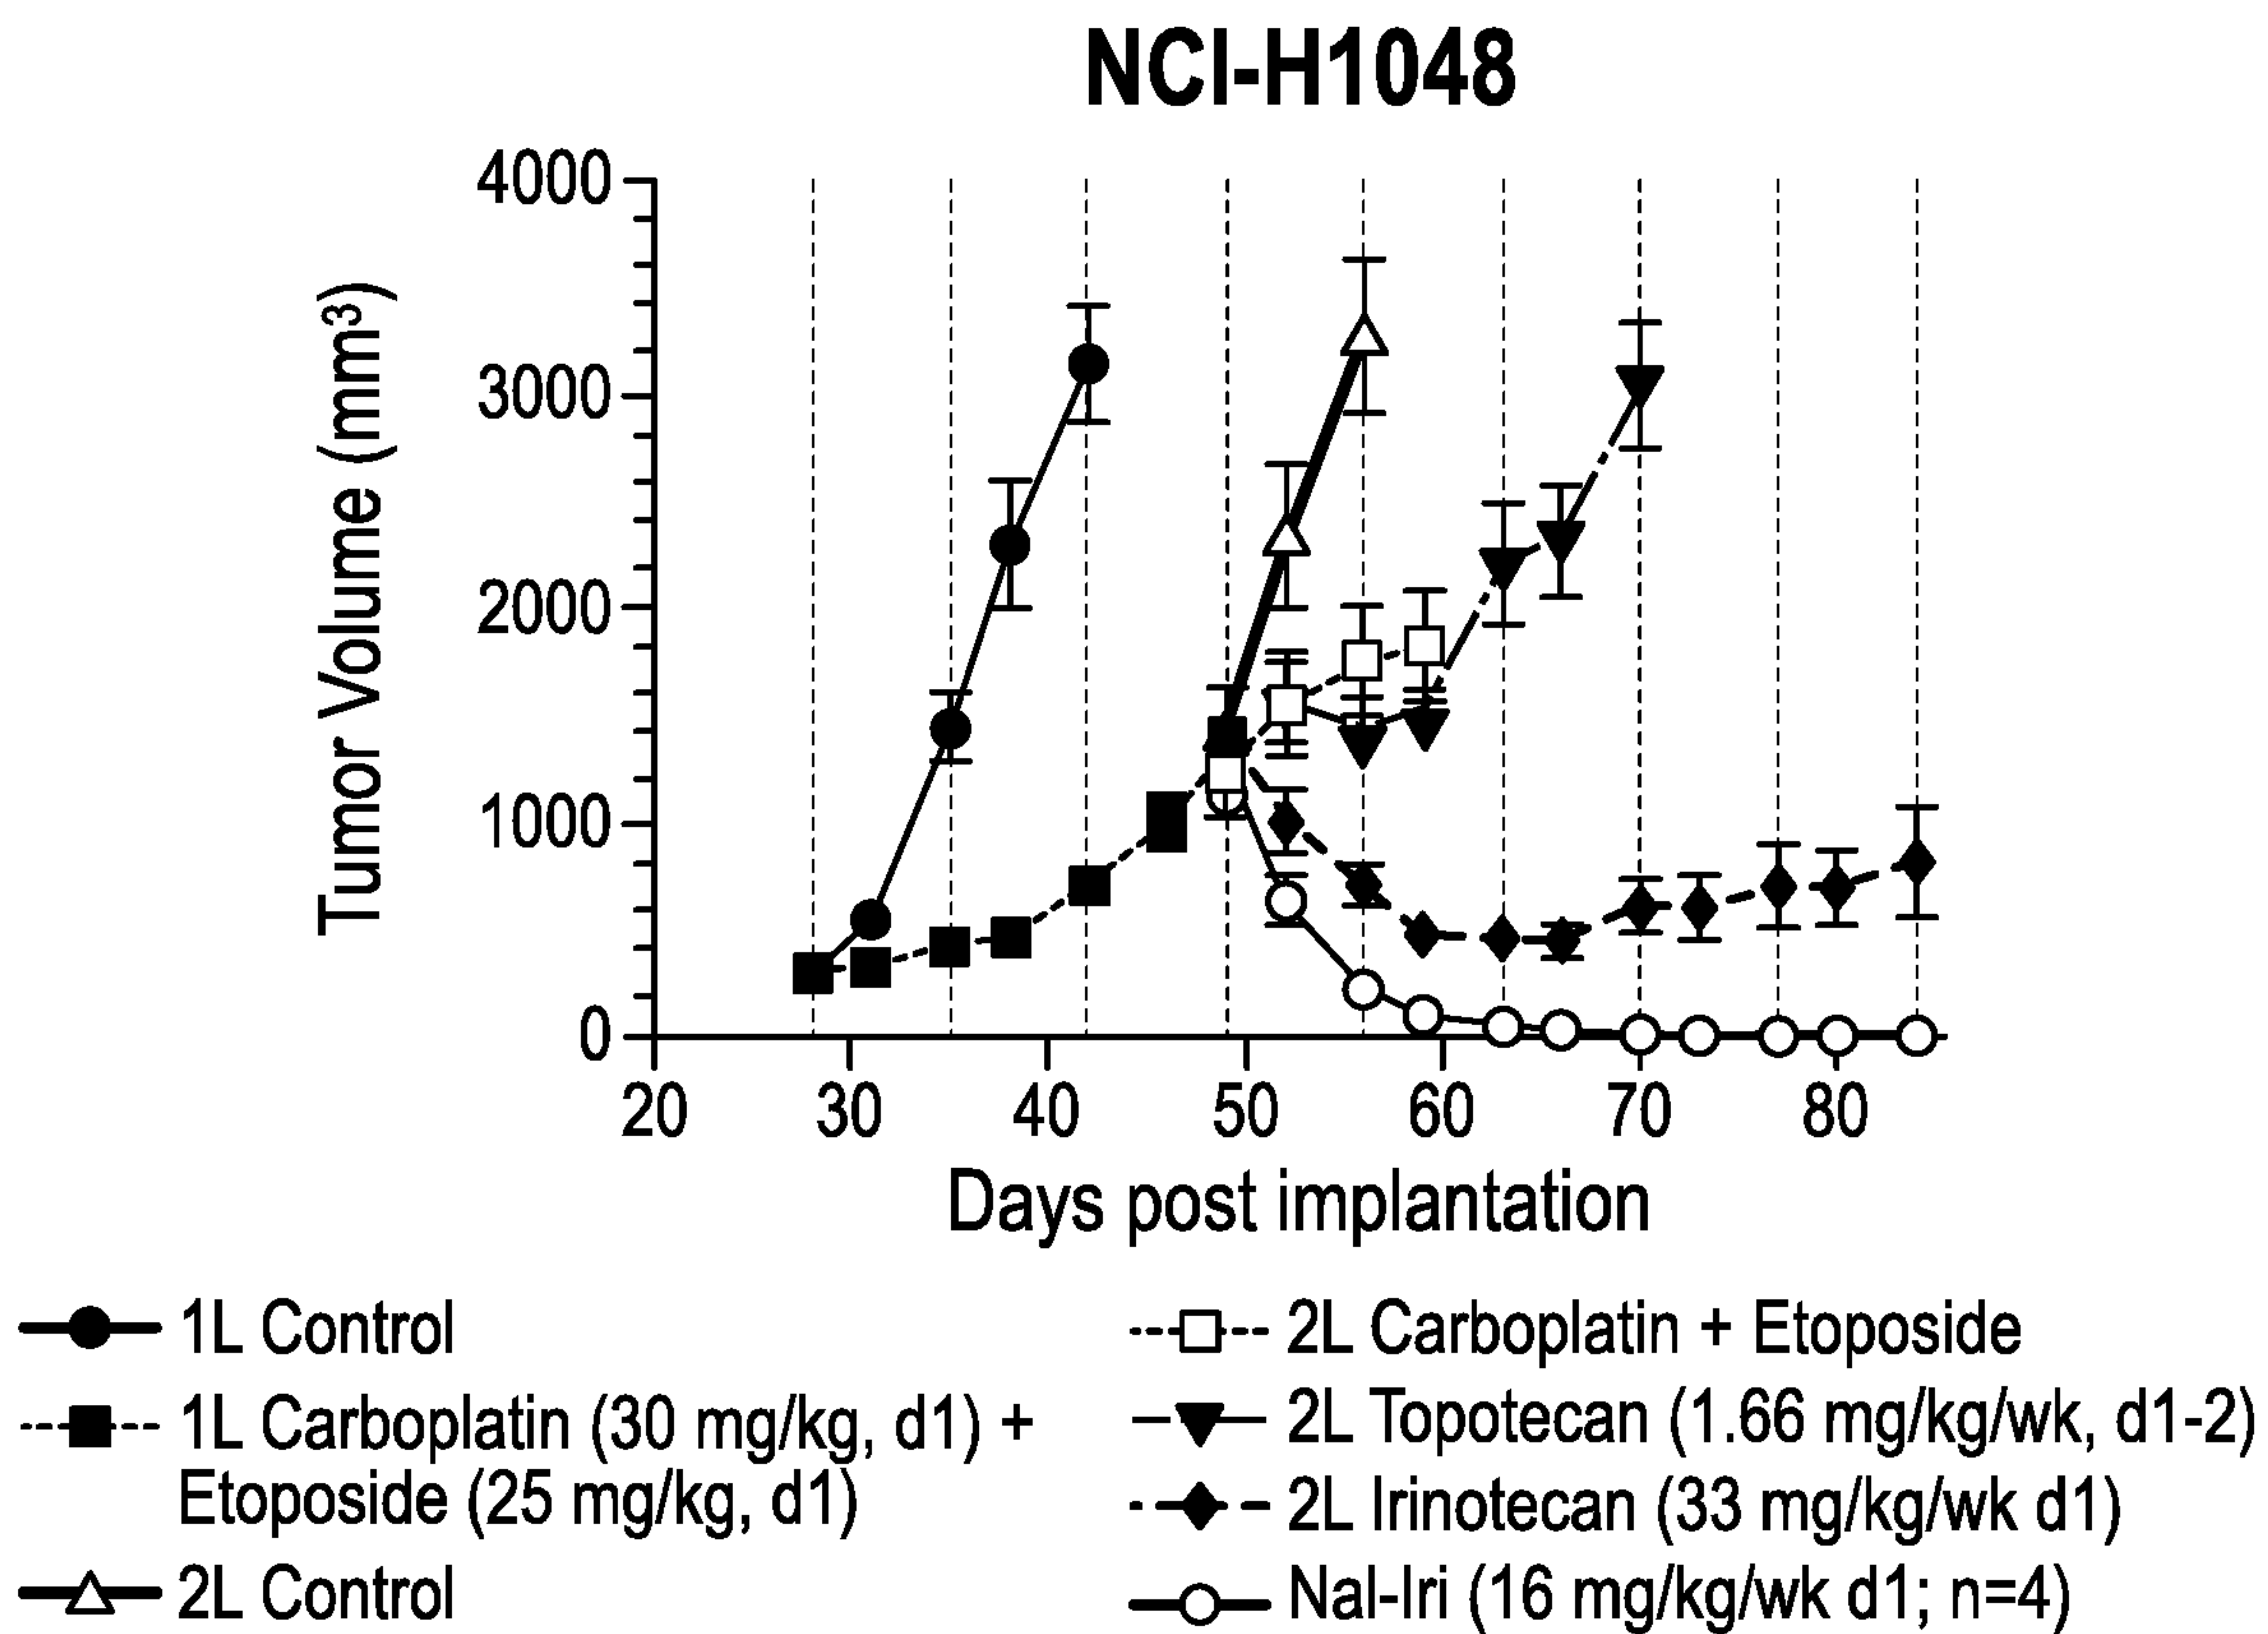 NCI-H1048
Tumor Volume (mm³)
4000
3000
2000
1000
0
20 30 40 50 60 70 80
Days post implantation
1L Control
1L Carboplatin (30 mg/kg, d1) +
Etoposide (25 mg/kg, d1)
2L Control
2L Carboplatin + Etoposide
2L Topotecan (1.66 mg/kg/wk, d1-2)
2L Irinotecan (33 mg/kg/wk d1)
Nal-Iri (16 mg/kg/wk d1; n=4)